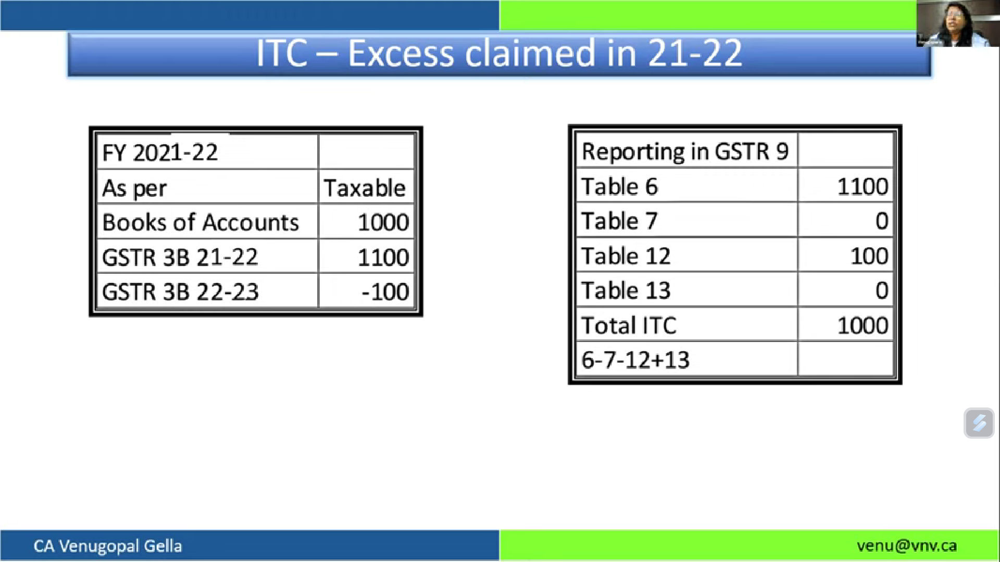 ITC – Excess claimed in 21-22
FY 2021-22
As per Taxable
Books of Accounts 1000
GSTR 3B 21-22 1100
GSTR 3B 22-23 -100
Reporting in GSTR 9
Table 6 1100
Table 7 0
Table 12 100
Table 13 0
Total ITC 1000
6-7-12+13
CA Venugopal Gella
venu@vnv.ca